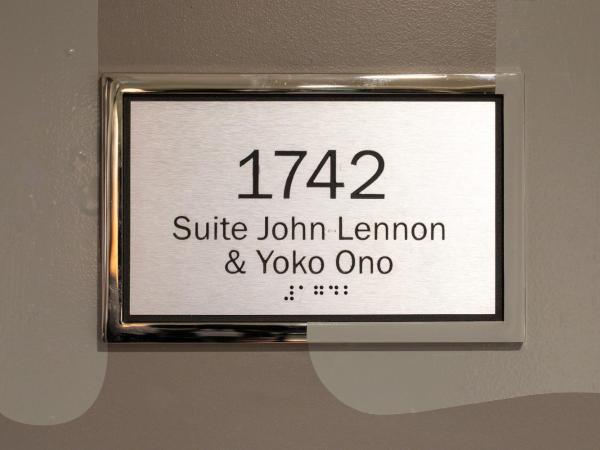 1742
Suite John Lennon
& Yoko Ono
⠼⠁⠛⠙⠃